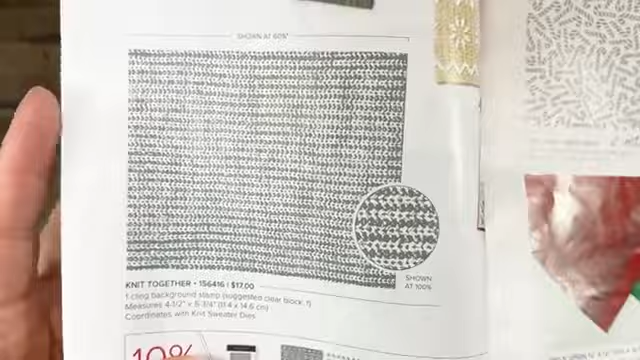 SHOWN AT 60%
SHOWN
AT 100%
KNIT TOGETHER • 156416 | $17.00
1 cling background stamp (suggested clear block:
Measures 4-1/2" x 5-3/4" (11.4 x 14.6 cm)
Coordinates with Knit Sweater Dies
10%